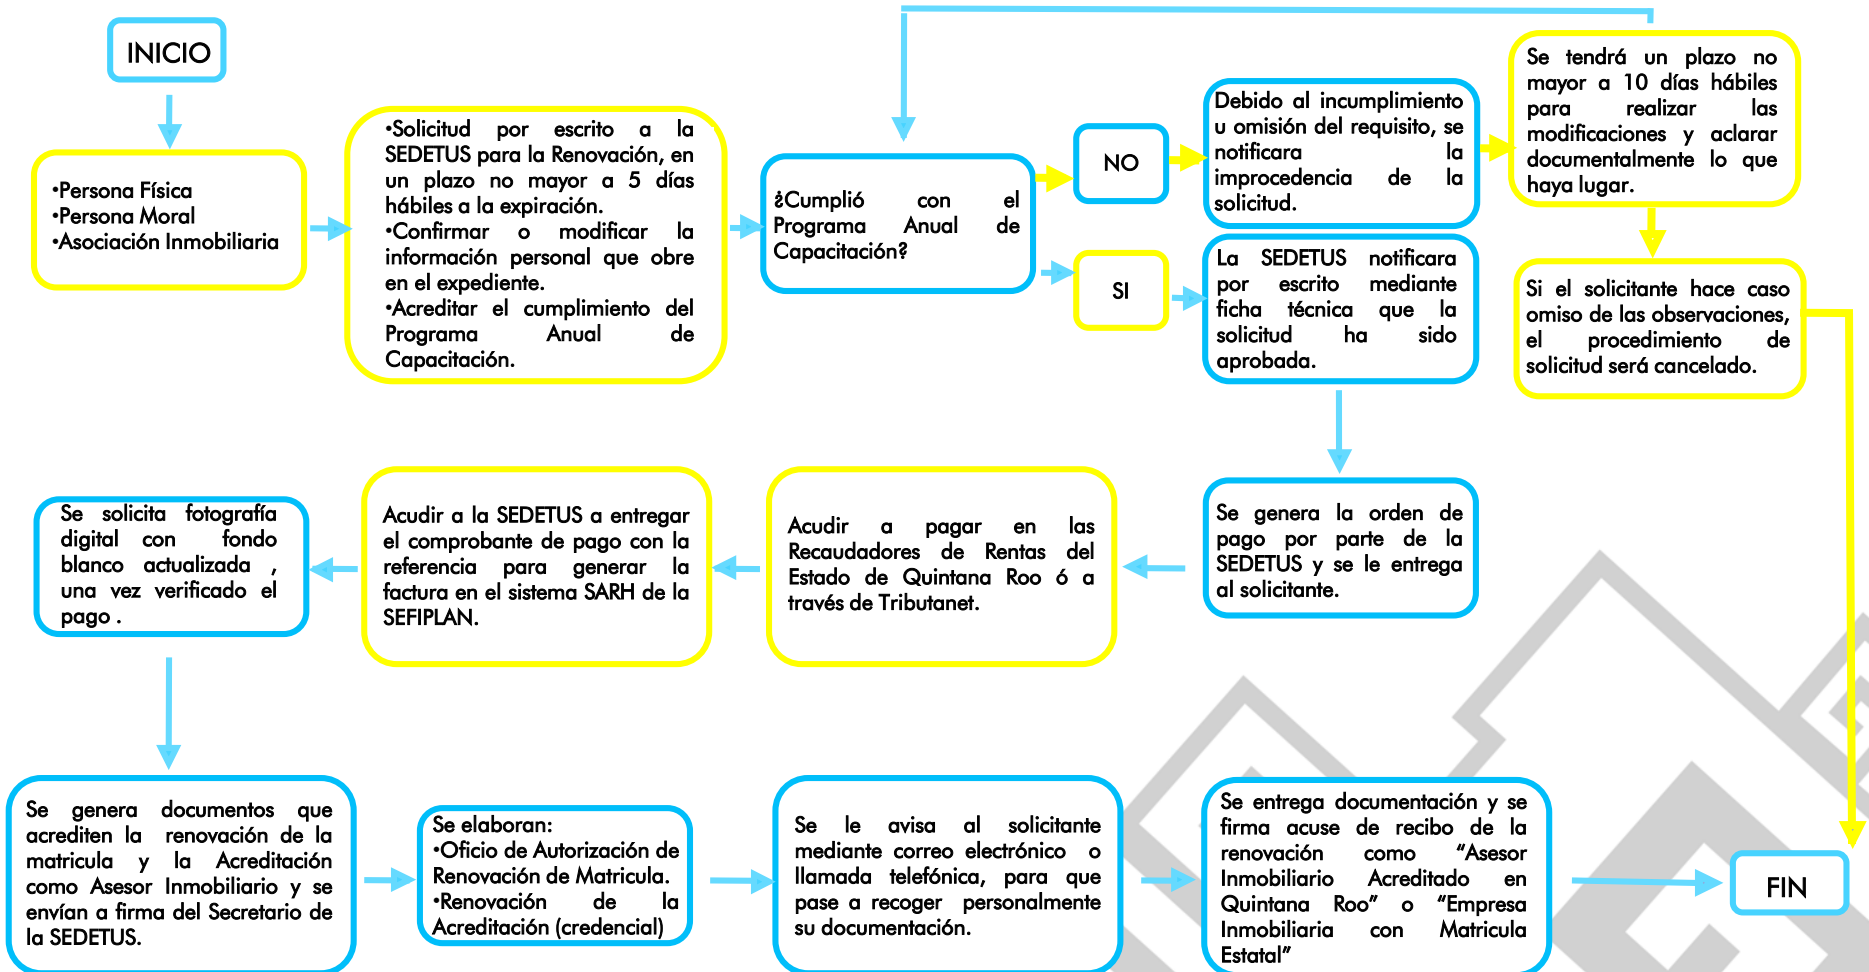 INICIO
•Persona Física
•Persona Moral
•Asociación Inmobiliaria
•Solicitud por escrito a la
SEDETUS para la Renovación, en
un plazo no mayor a 5 días
hábiles a la expiración.
•Confirmar o modificar la
información personal que obre
en el expediente.
•Acreditar el cumplimiento del
Programa Anual de
Capacitación.
¿Cumplió con el
Programa Anual de
Capacitación?
NO
Debido al incumplimiento
u omisión del requisito, se
notificara la
improcedencia de la
solicitud.
Se tendrá un plazo no
mayor a 10 días hábiles
para realizar las
modificaciones y aclarar
documentalmente lo que
haya lugar.
Si el solicitante hace caso
omiso de las observaciones,
el procedimiento de
solicitud será cancelado.
SI
La SEDETUS notificara
por escrito mediante
ficha técnica que la
solicitud ha sido
aprobada.
Se genera la orden de
pago por parte de la
SEDETUS y se le entrega
al solicitante.
Acudir a pagar en las
Recaudadores de Rentas del
Estado de Quintana Roo ó a
través de Tributanet.
Acudir a la SEDETUS a entregar
el comprobante de pago con la
referencia para generar la
factura en el sistema SARH de la
SEFIPLAN.
Se solicita fotografía
digital con fondo
blanco actualizada ,
una vez verificado el
pago .
Se genera documentos que
acrediten la renovación de la
matricula y la Acreditación
como Asesor Inmobiliario y se
envían a firma del Secretario de
la SEDETUS.
Se elaboran:
•Oficio de Autorización de
Renovación de Matricula.
•Renovación de la
Acreditación (credencial)
Se le avisa al solicitante
mediante correo electrónico o
llamada telefónica, para que
pase a recoger personalmente
su documentación.
Se entrega documentación y se
firma acuse de recibo de la
renovación como “Asesor
Inmobiliario Acreditado en
Quintana Roo” o “Empresa
Inmobiliaria con Matricula
Estatal”
FIN